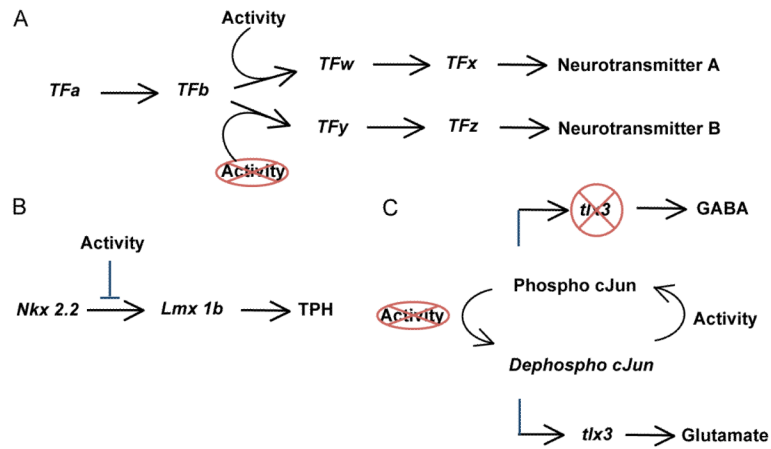 A
Activity
TFa TFb TFw TFx Neurotransmitter A
TFy TFz Neurotransmitter B
Activity
B
Activity
Nkx 2.2 Lmx 1b TPH
C
tlx3 GABA
Phospho cJun
Activity
Activity
Dephospho cJun
tlx3 Glutamate